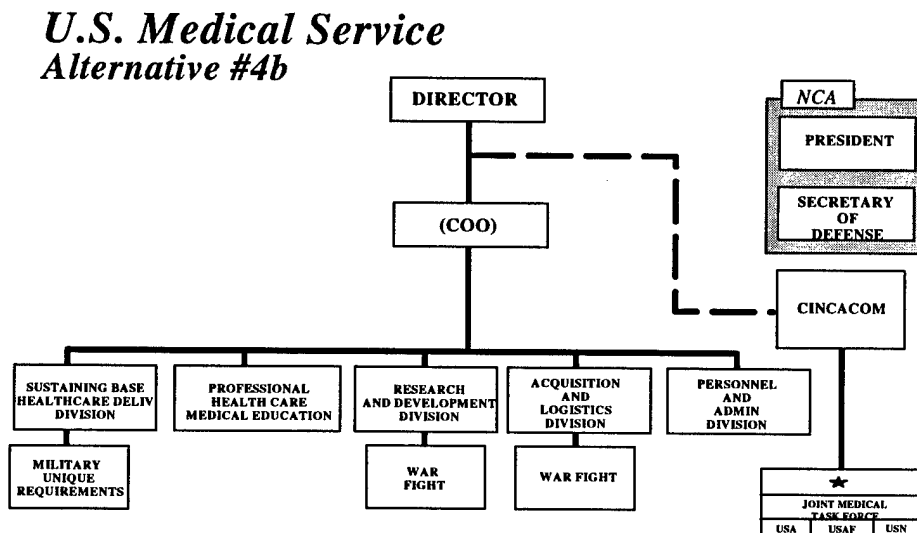 U.S. Medical Service
Alternative #4b
DIRECTOR
NCA
PRESIDENT
SECRETARY
OF
DEFENSE
(COO)
CINCACOM
SUSTAINING BASE
HEALTHCARE DELIV
DIVISION
PROFESSIONAL
HEALTH CARE
MEDICAL EDUCATION
RESEARCH
AND DEVELOPMENT
DIVISION
ACQUISITION
AND
LOGISTICS
DIVISION
PERSONNEL
AND
ADMIN
DIVISION
MILITARY
UNIQUE
REQUIREMENTS
WAR
FIGHT
WAR FIGHT
JOINT MEDICAL
TASK FORCE
USA
USAF
USN